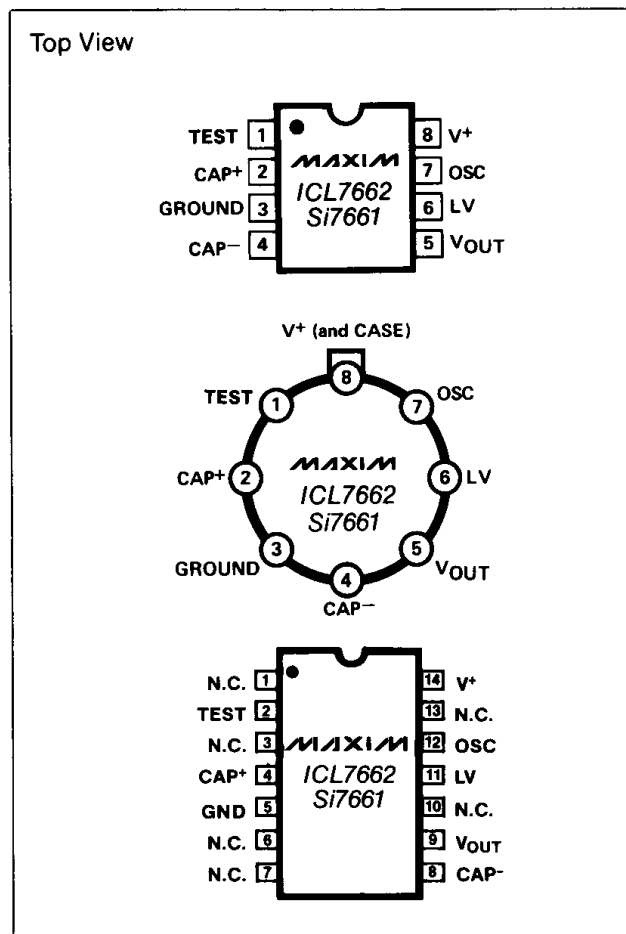 Top View
TEST 1 8 V+
CAP+ 2 7 OSC
GROUND 3 6 LV
CAP− 4 5 VOUT
MAXIM
ICL7662
Si7661
V+ (and CASE)
8
TEST 1 7 OSC
CAP+ 2 6 LV
GROUND 3 5 VOUT
4
CAP−
MAXIM
ICL7662
Si7661
N.C. 1 14 V+
TEST 2 13 N.C.
N.C. 3 12 OSC
CAP+ 4 11 LV
GND 5 10 N.C.
N.C. 6 9 VOUT
N.C. 7 8 CAP-
MAXIM
ICL7662
Si7661